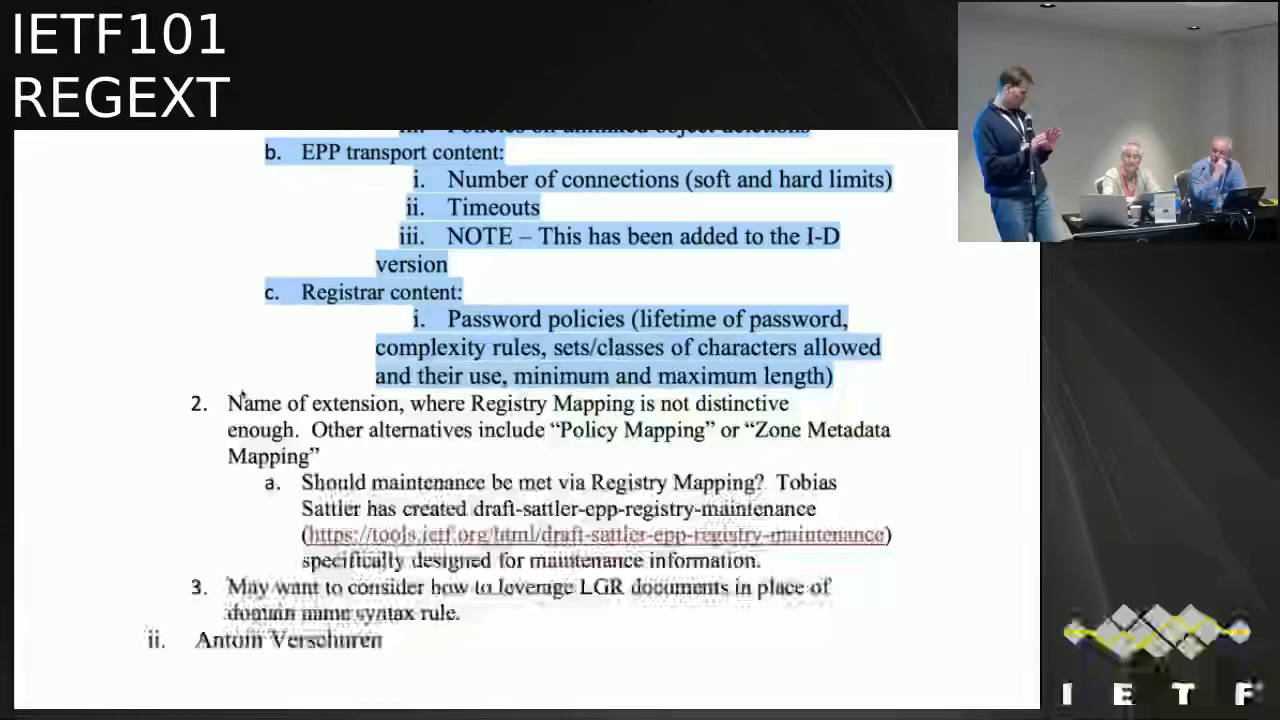 IETF101
REGEXT
iii. Policies on unlinked object deletions
b. EPP transport content:
i. Number of connections (soft and hard limits)
ii. Timeouts
iii. NOTE – This has been added to the I-D
version
c. Registrar content:
i. Password policies (lifetime of password,
complexity rules, sets/classes of characters allowed
and their use, minimum and maximum length)
2. Name of extension, where Registry Mapping is not distinctive
enough. Other alternatives include “Policy Mapping” or “Zone Metadata
Mapping”
a. Should maintenance be met via Registry Mapping? Tobias
Sattler has created draft-sattler-epp-registry-maintenance
(https://tools.ietf.org/html/draft-sattler-epp-registry-maintenance)
specifically designed for maintenance information.
3. May want to consider how to leverage LGR documents in place of
domain name syntax rule.
ii. Antoin Verschuren
I E T F